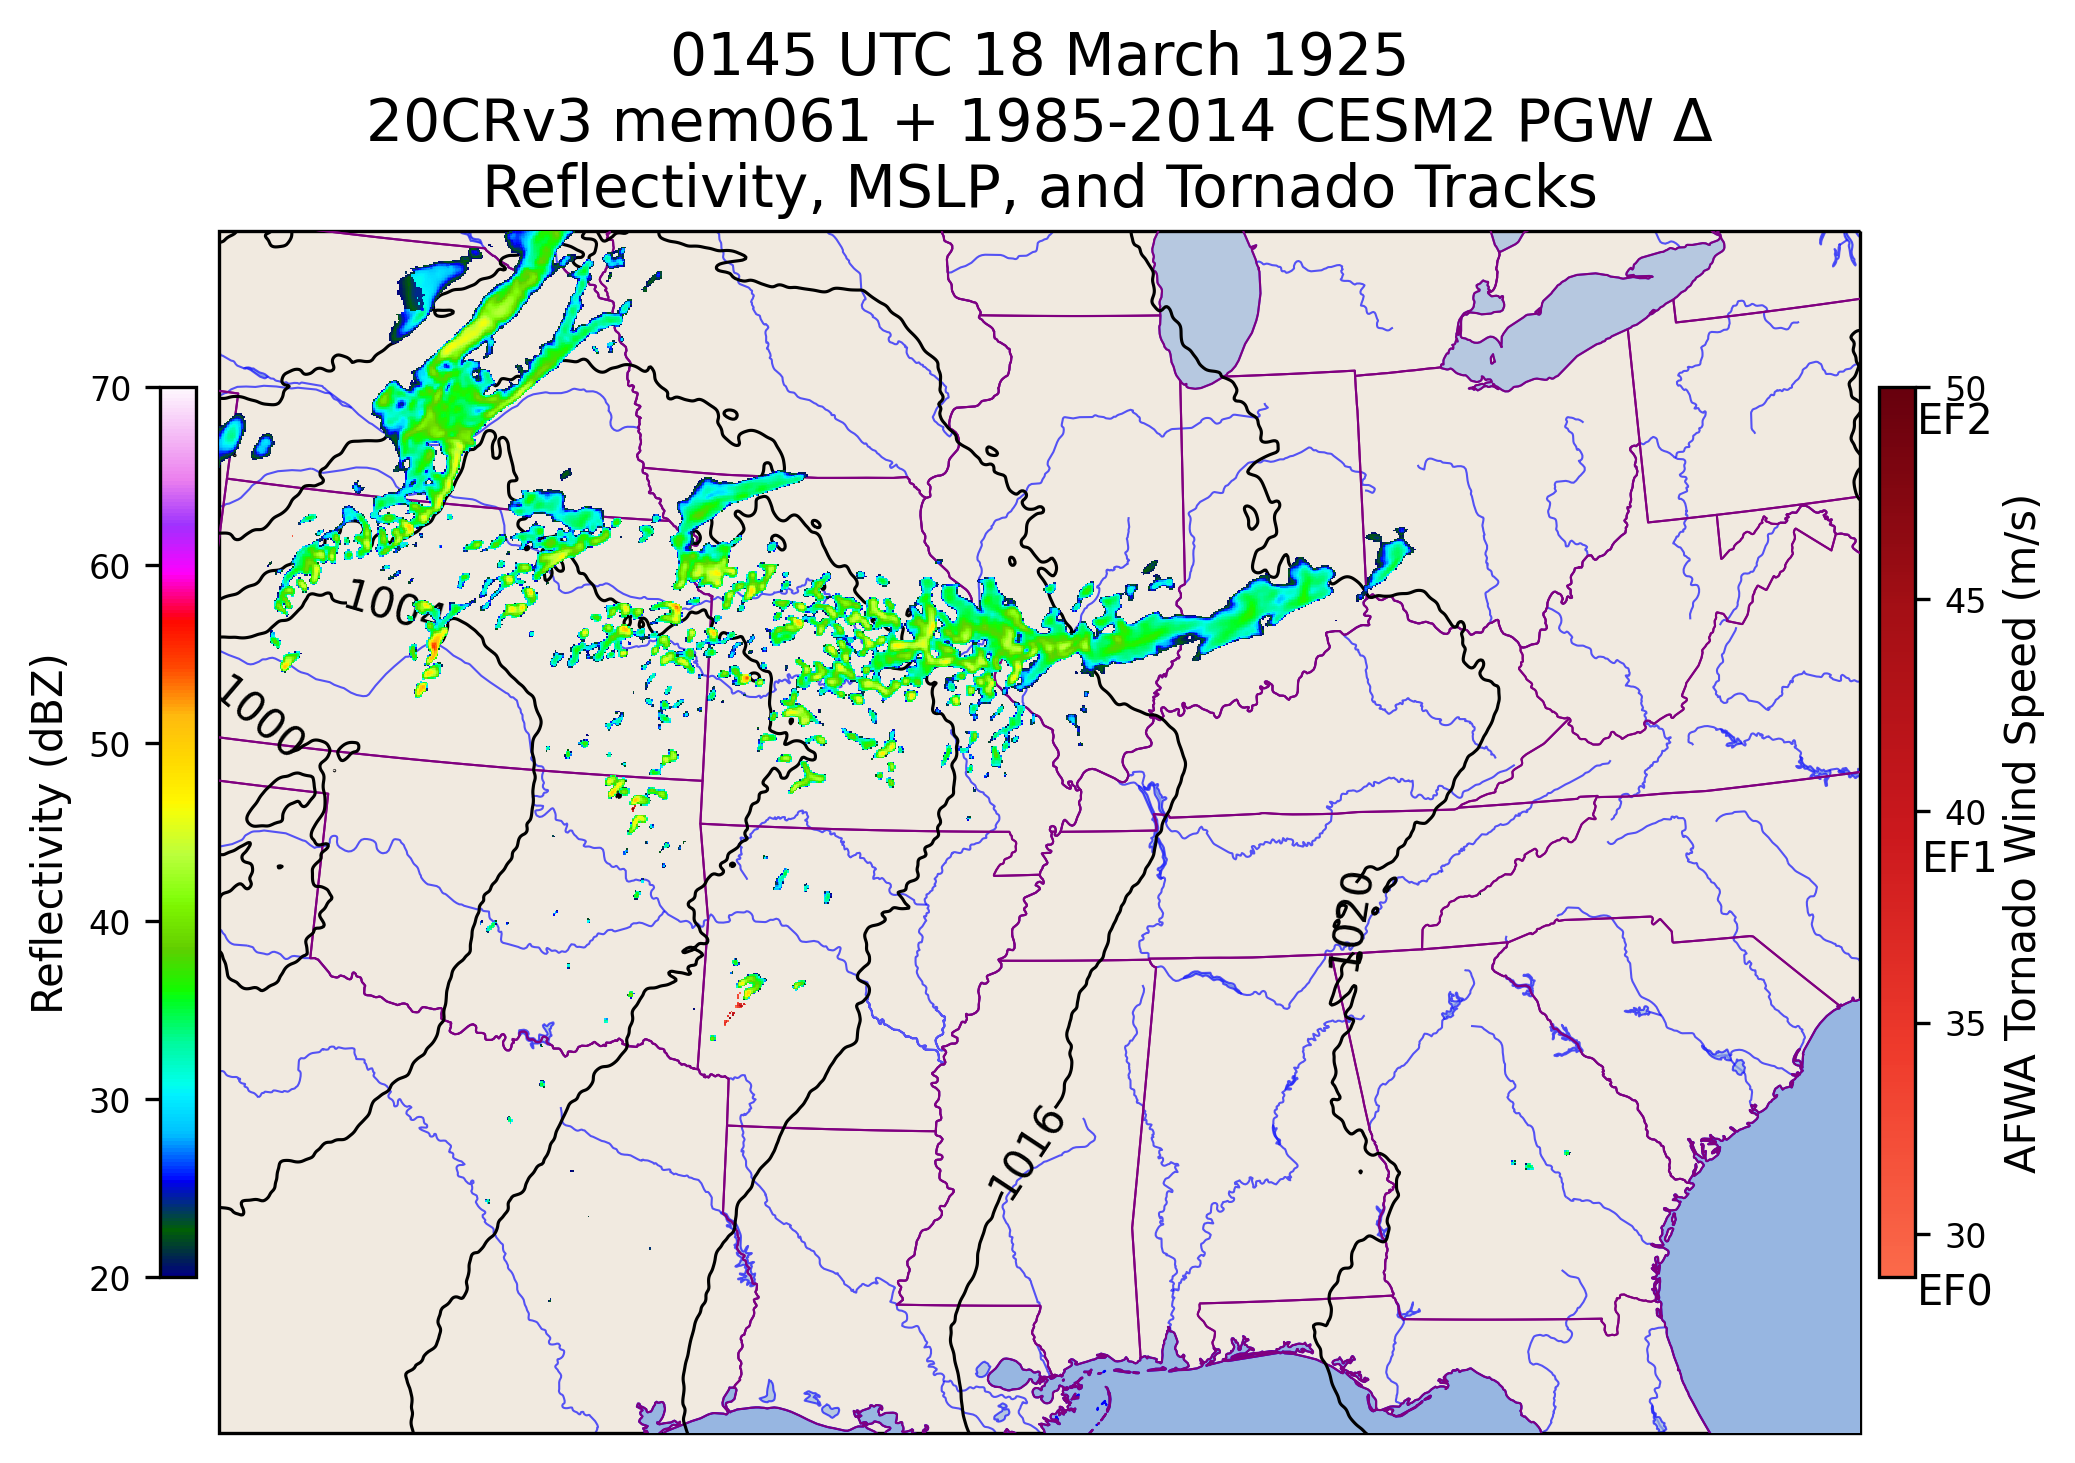 0145 UTC 18 March 1925
20CRv3 mem061 + 1985-2014 CESM2 PGW Δ
Reflectivity, MSLP, and Tornado Tracks
Reflectivity (dBZ)
70
60
50
40
30
20
1004
1000
1020
1016
50
EF2
45
40
EF1
35
30
EF0
AFWA Tornado Wind Speed (m/s)